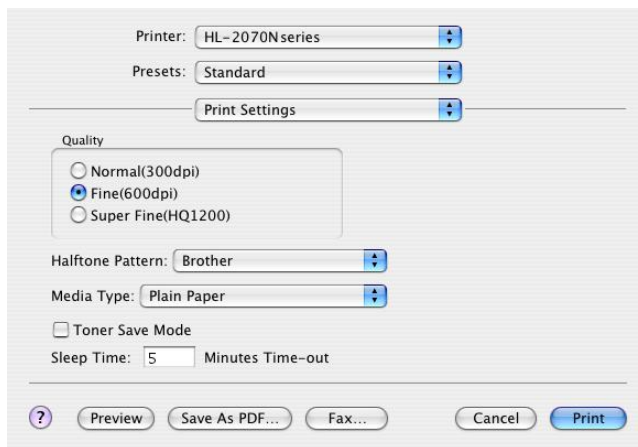 Printer: HL-2070N series
Presets: Standard
Print Settings
Quality
Normal(300dpi)
Fine(600dpi)
Super Fine(HQ1200)
Halftone Pattern: Brother
Media Type: Plain Paper
Toner Save Mode
Sleep Time: 5 Minutes Time-out
? Preview Save As PDF... Fax... Cancel Print